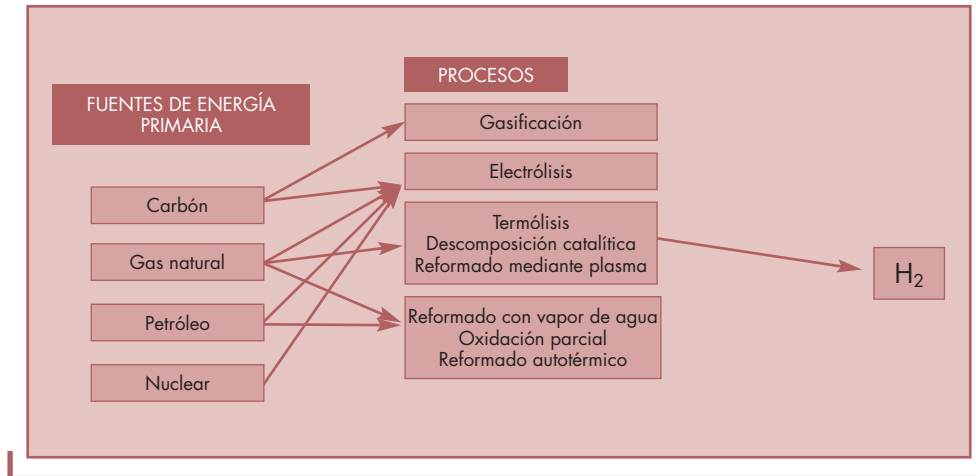 FUENTES DE ENERGÍA
PRIMARIA
Carbón
Gas natural
Petróleo
Nuclear
PROCESOS
Gasificación
Electrólisis
Termólisis
Descomposición catalítica
Reformado mediante plasma
Reformado con vapor de agua
Oxidación parcial
Reformado autotérmico
H₂